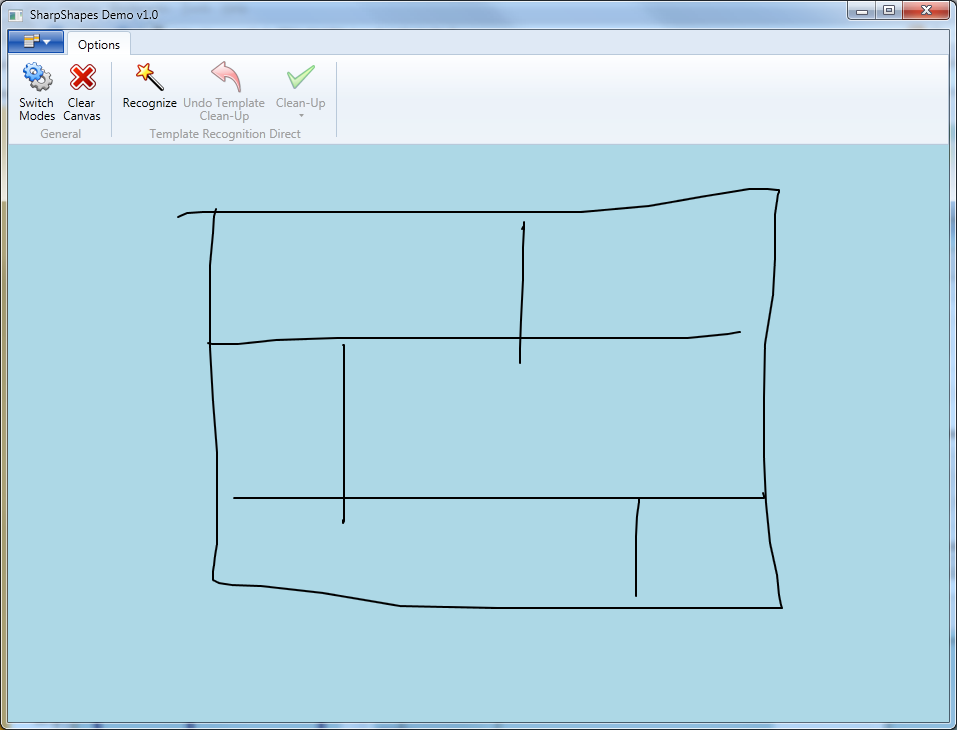 SharpShapes Demo v1.0
Options
Switch Modes
Clear Canvas
Recognize
Undo Template Clean-Up
Clean-Up
General
Template Recognition Direct